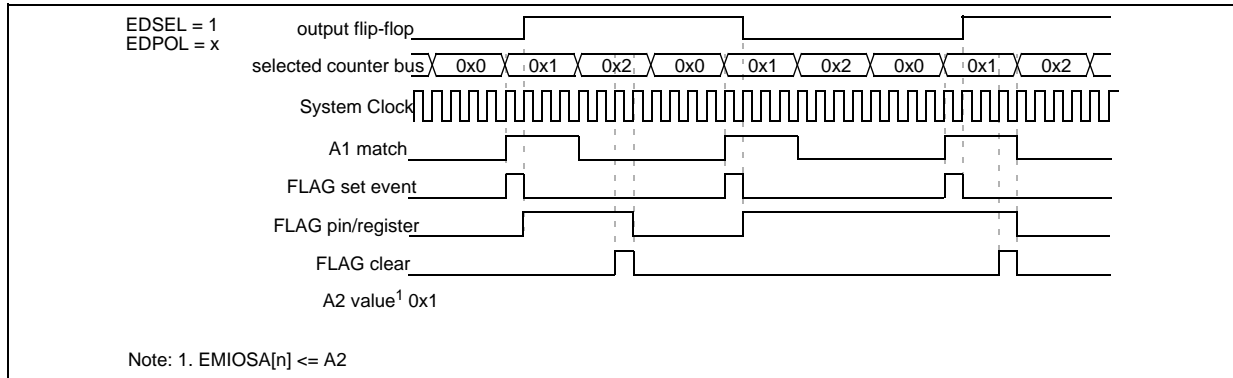 EDSEL = 1
EDPOL = x
output flip-flop
selected counter bus 0x0 0x1 0x2 0x0 0x1 0x2 0x0 0x1 0x2
System Clock
A1 match
FLAG set event
FLAG pin/register
FLAG clear
A2 value1 0x1
Note: 1. EMIOSA[n] <= A2